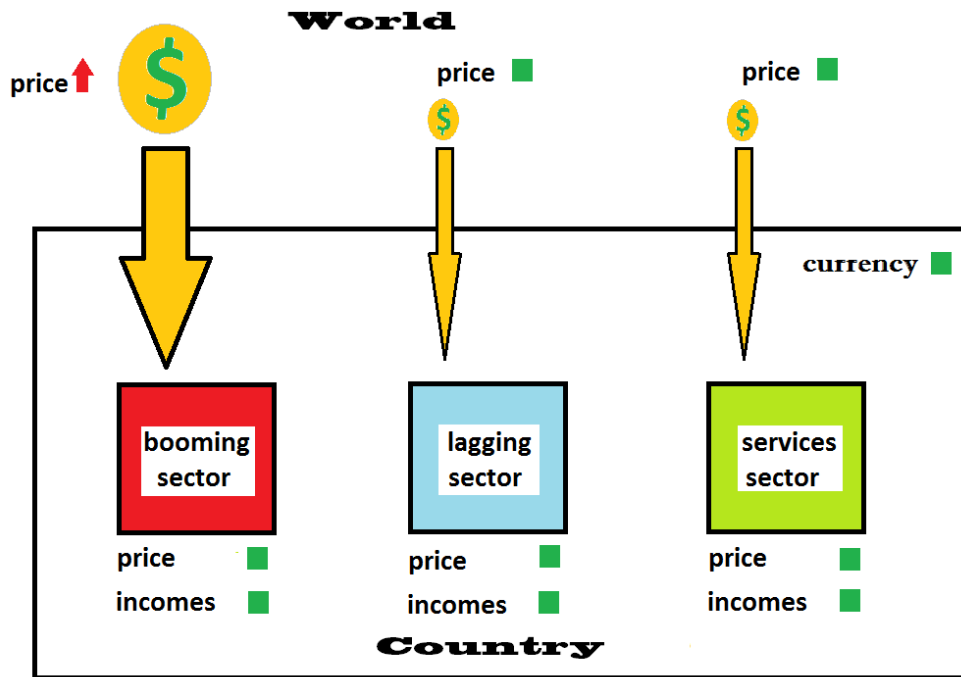 World
price
$
price
$
price
$
currency
booming
sector
lagging
sector
services
sector
price
incomes
price
incomes
price
incomes
Country